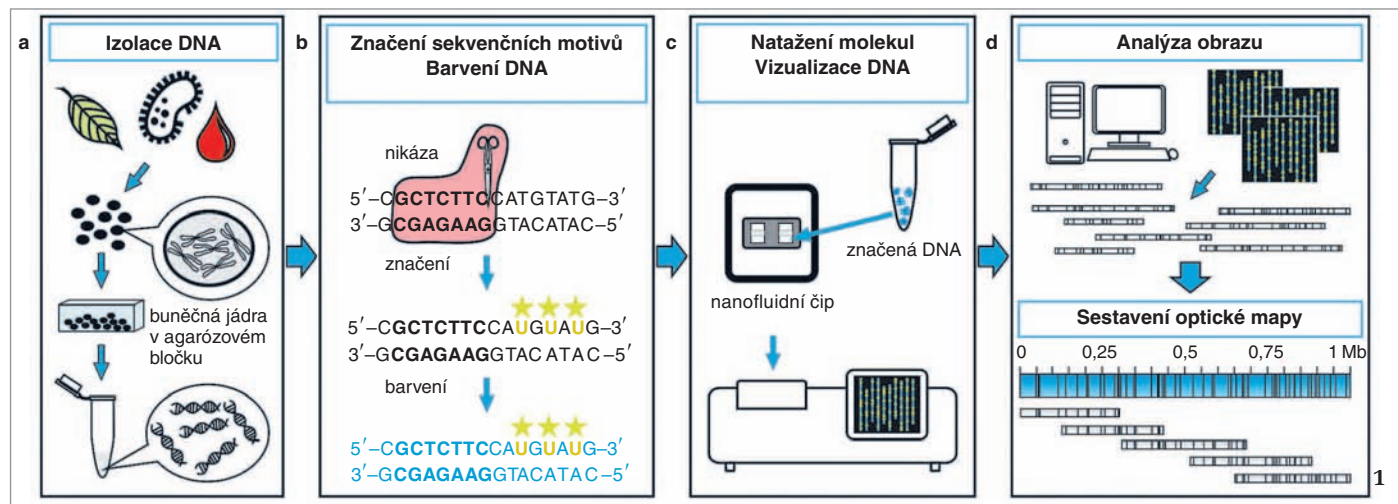 a
Izolace DNA
buněčná jádra
v agarózovém
bločku
b
Značení sekvenčních motivů
Barvení DNA
nikáza
5′–CGCTCTTCCATGTATG–3′
3′–GCGAGAAGGTACATAC–5′
značení
5′–CGCTCTTCCAUGUAUG–3′
3′–GCGAGAAGGTACATAC–5′
barvení
5′–CGCTCTTCCAUGUAUG–3′
3′–GCGAGAAGGTACATAC–5′
c
Natažení molekul
Vizualizace DNA
značená DNA
nanofluidní čip
d
Analýza obrazu
Sestavení optické mapy
0 0,25 0,5 0,75 1 Mb
1